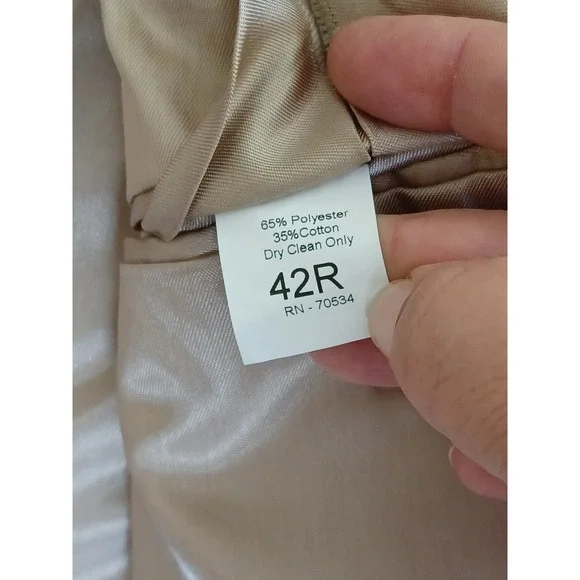 65% Polyester
35%Cotton
Dry Clean Only
42R
RN - 70534